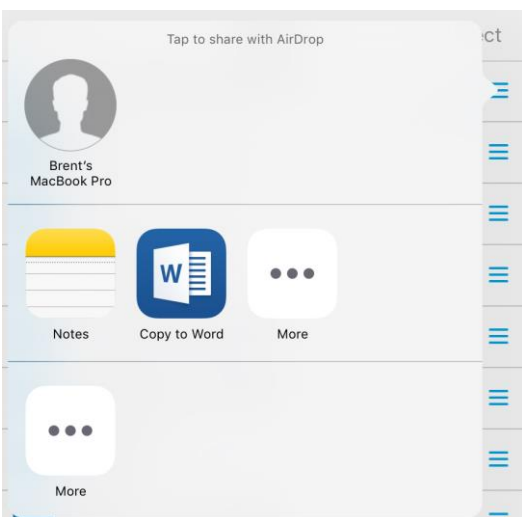 Tap to share with AirDrop
ect
Brent's
MacBook Pro
W
Notes
Copy to Word
More
More